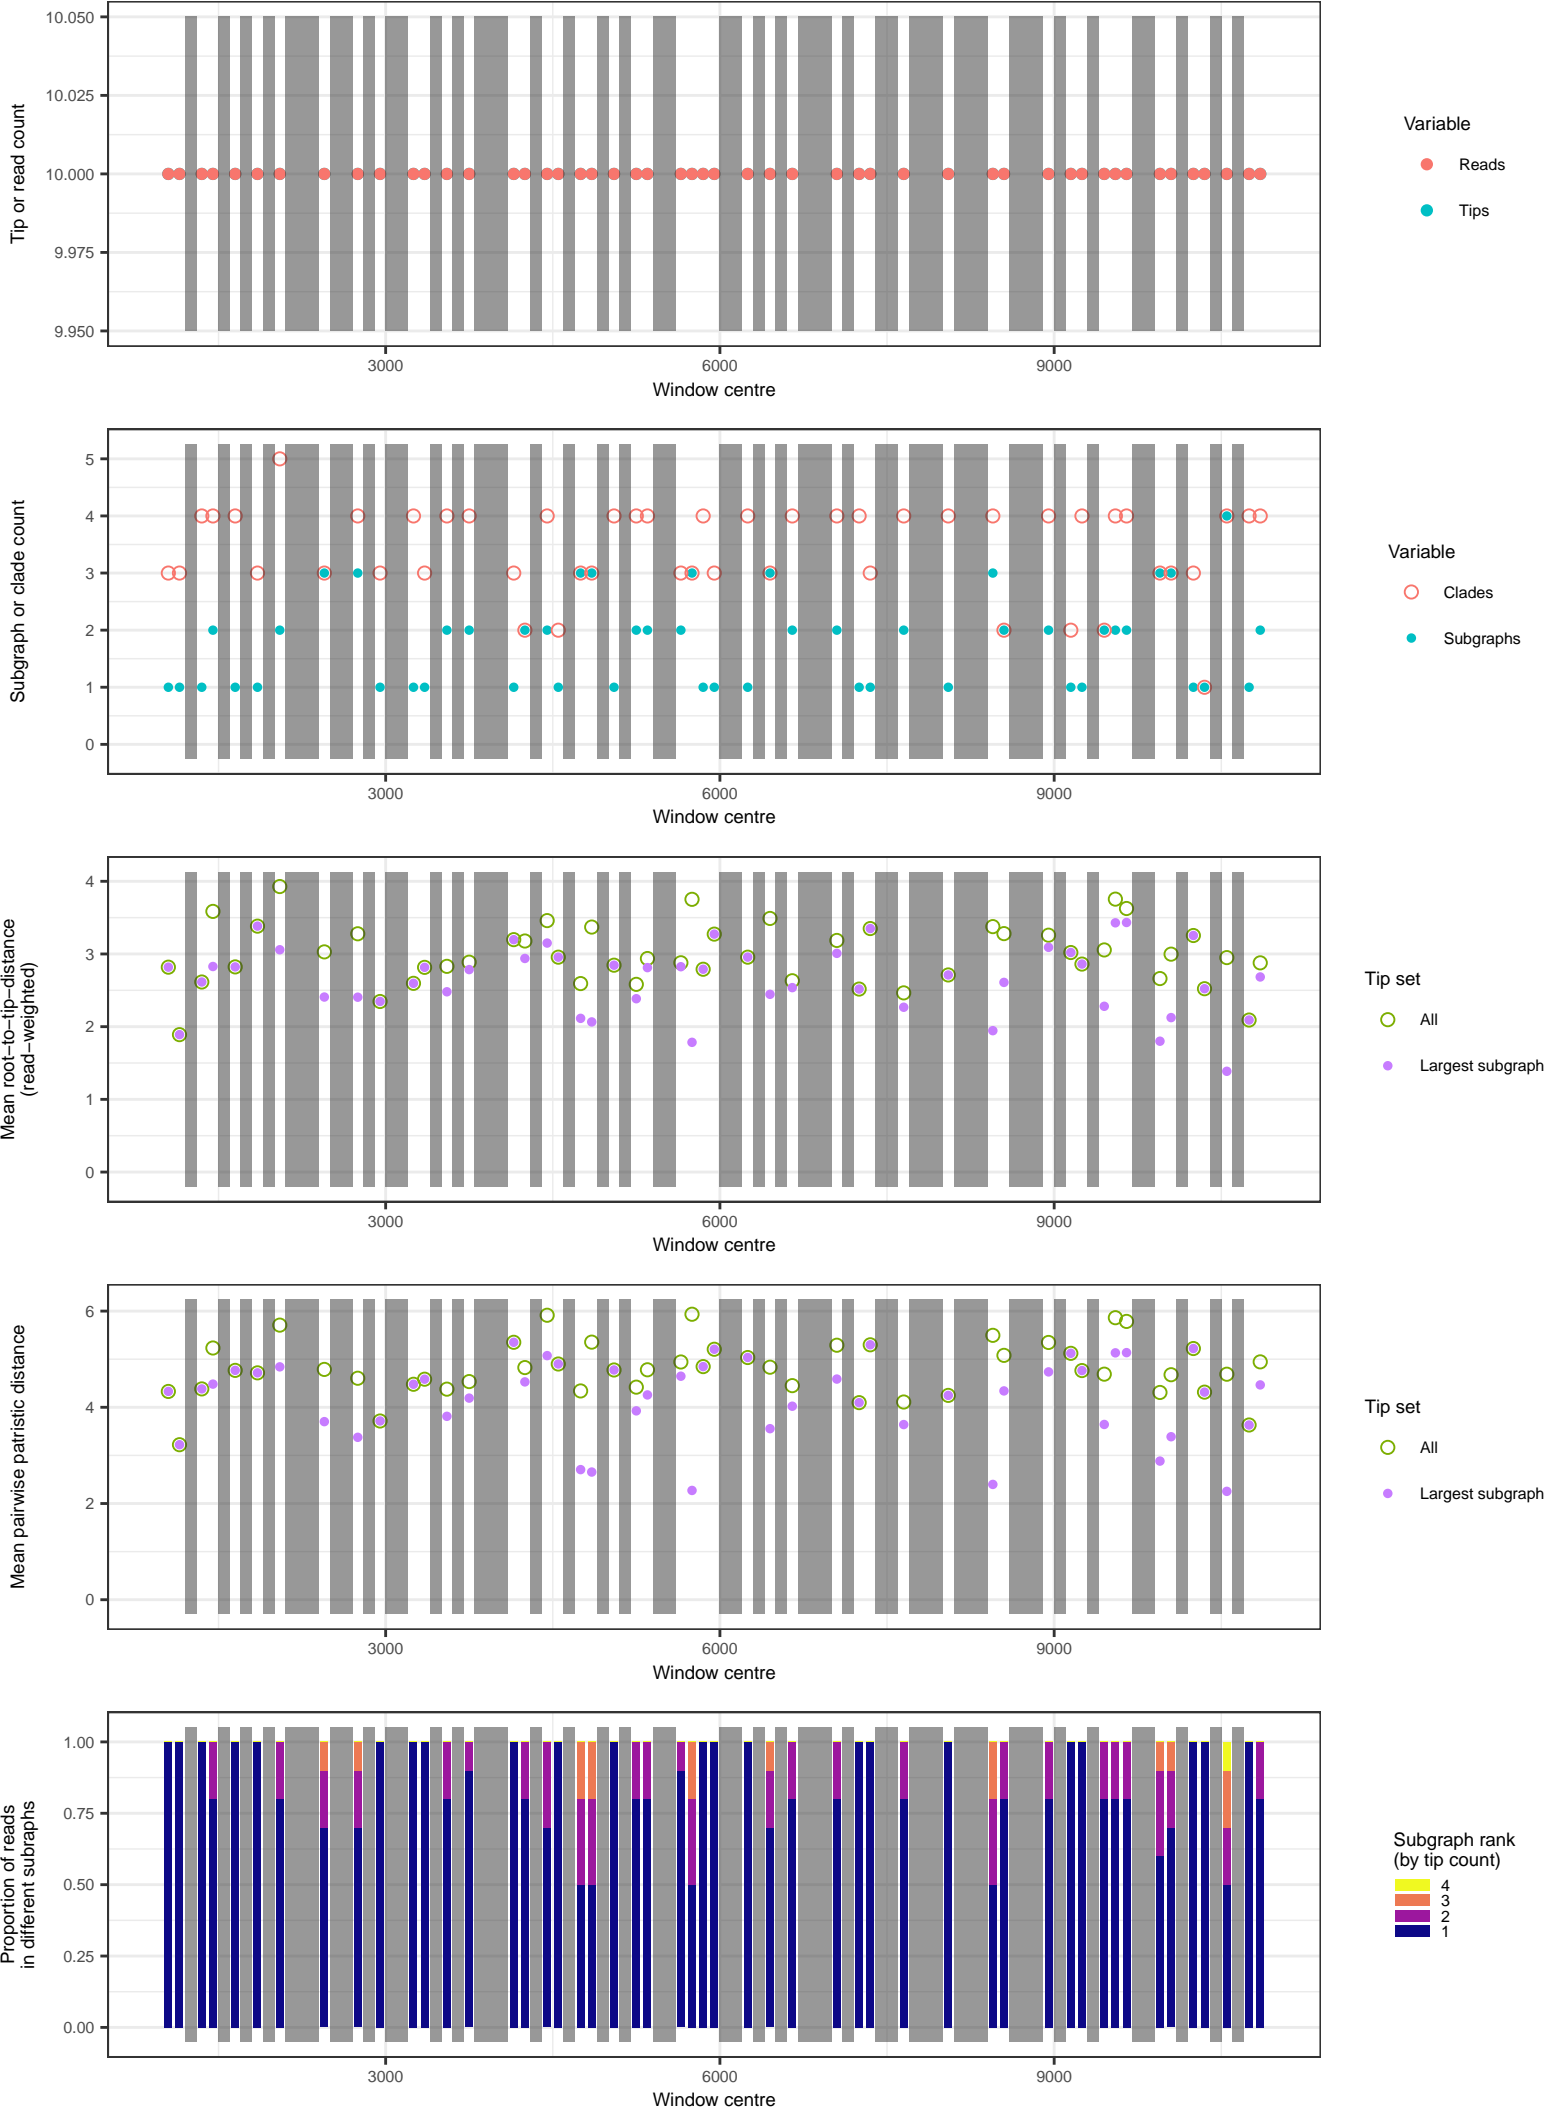 10.050
10.025
10.000
9.975
9.950
Tip or read count
3000 6000 9000
Window centre
Variable
Reads
Tips
5
4
3
2
1
0
Subgraph or clade count
3000 6000 9000
Window centre
Variable
Clades
Subgraphs
4
3
2
1
0
Mean root−to−tip−distance
(read−weighted)
3000 6000 9000
Window centre
Tip set
All
Largest subgraph
6
4
2
0
Mean pairwise patristic distance
3000 6000 9000
Window centre
Tip set
All
Largest subgraph
1.00
0.75
0.50
0.25
0.00
Proportion of reads
in different subraphs
3000 6000 9000
Window centre
Subgraph rank
(by tip count)
4
3
2
1